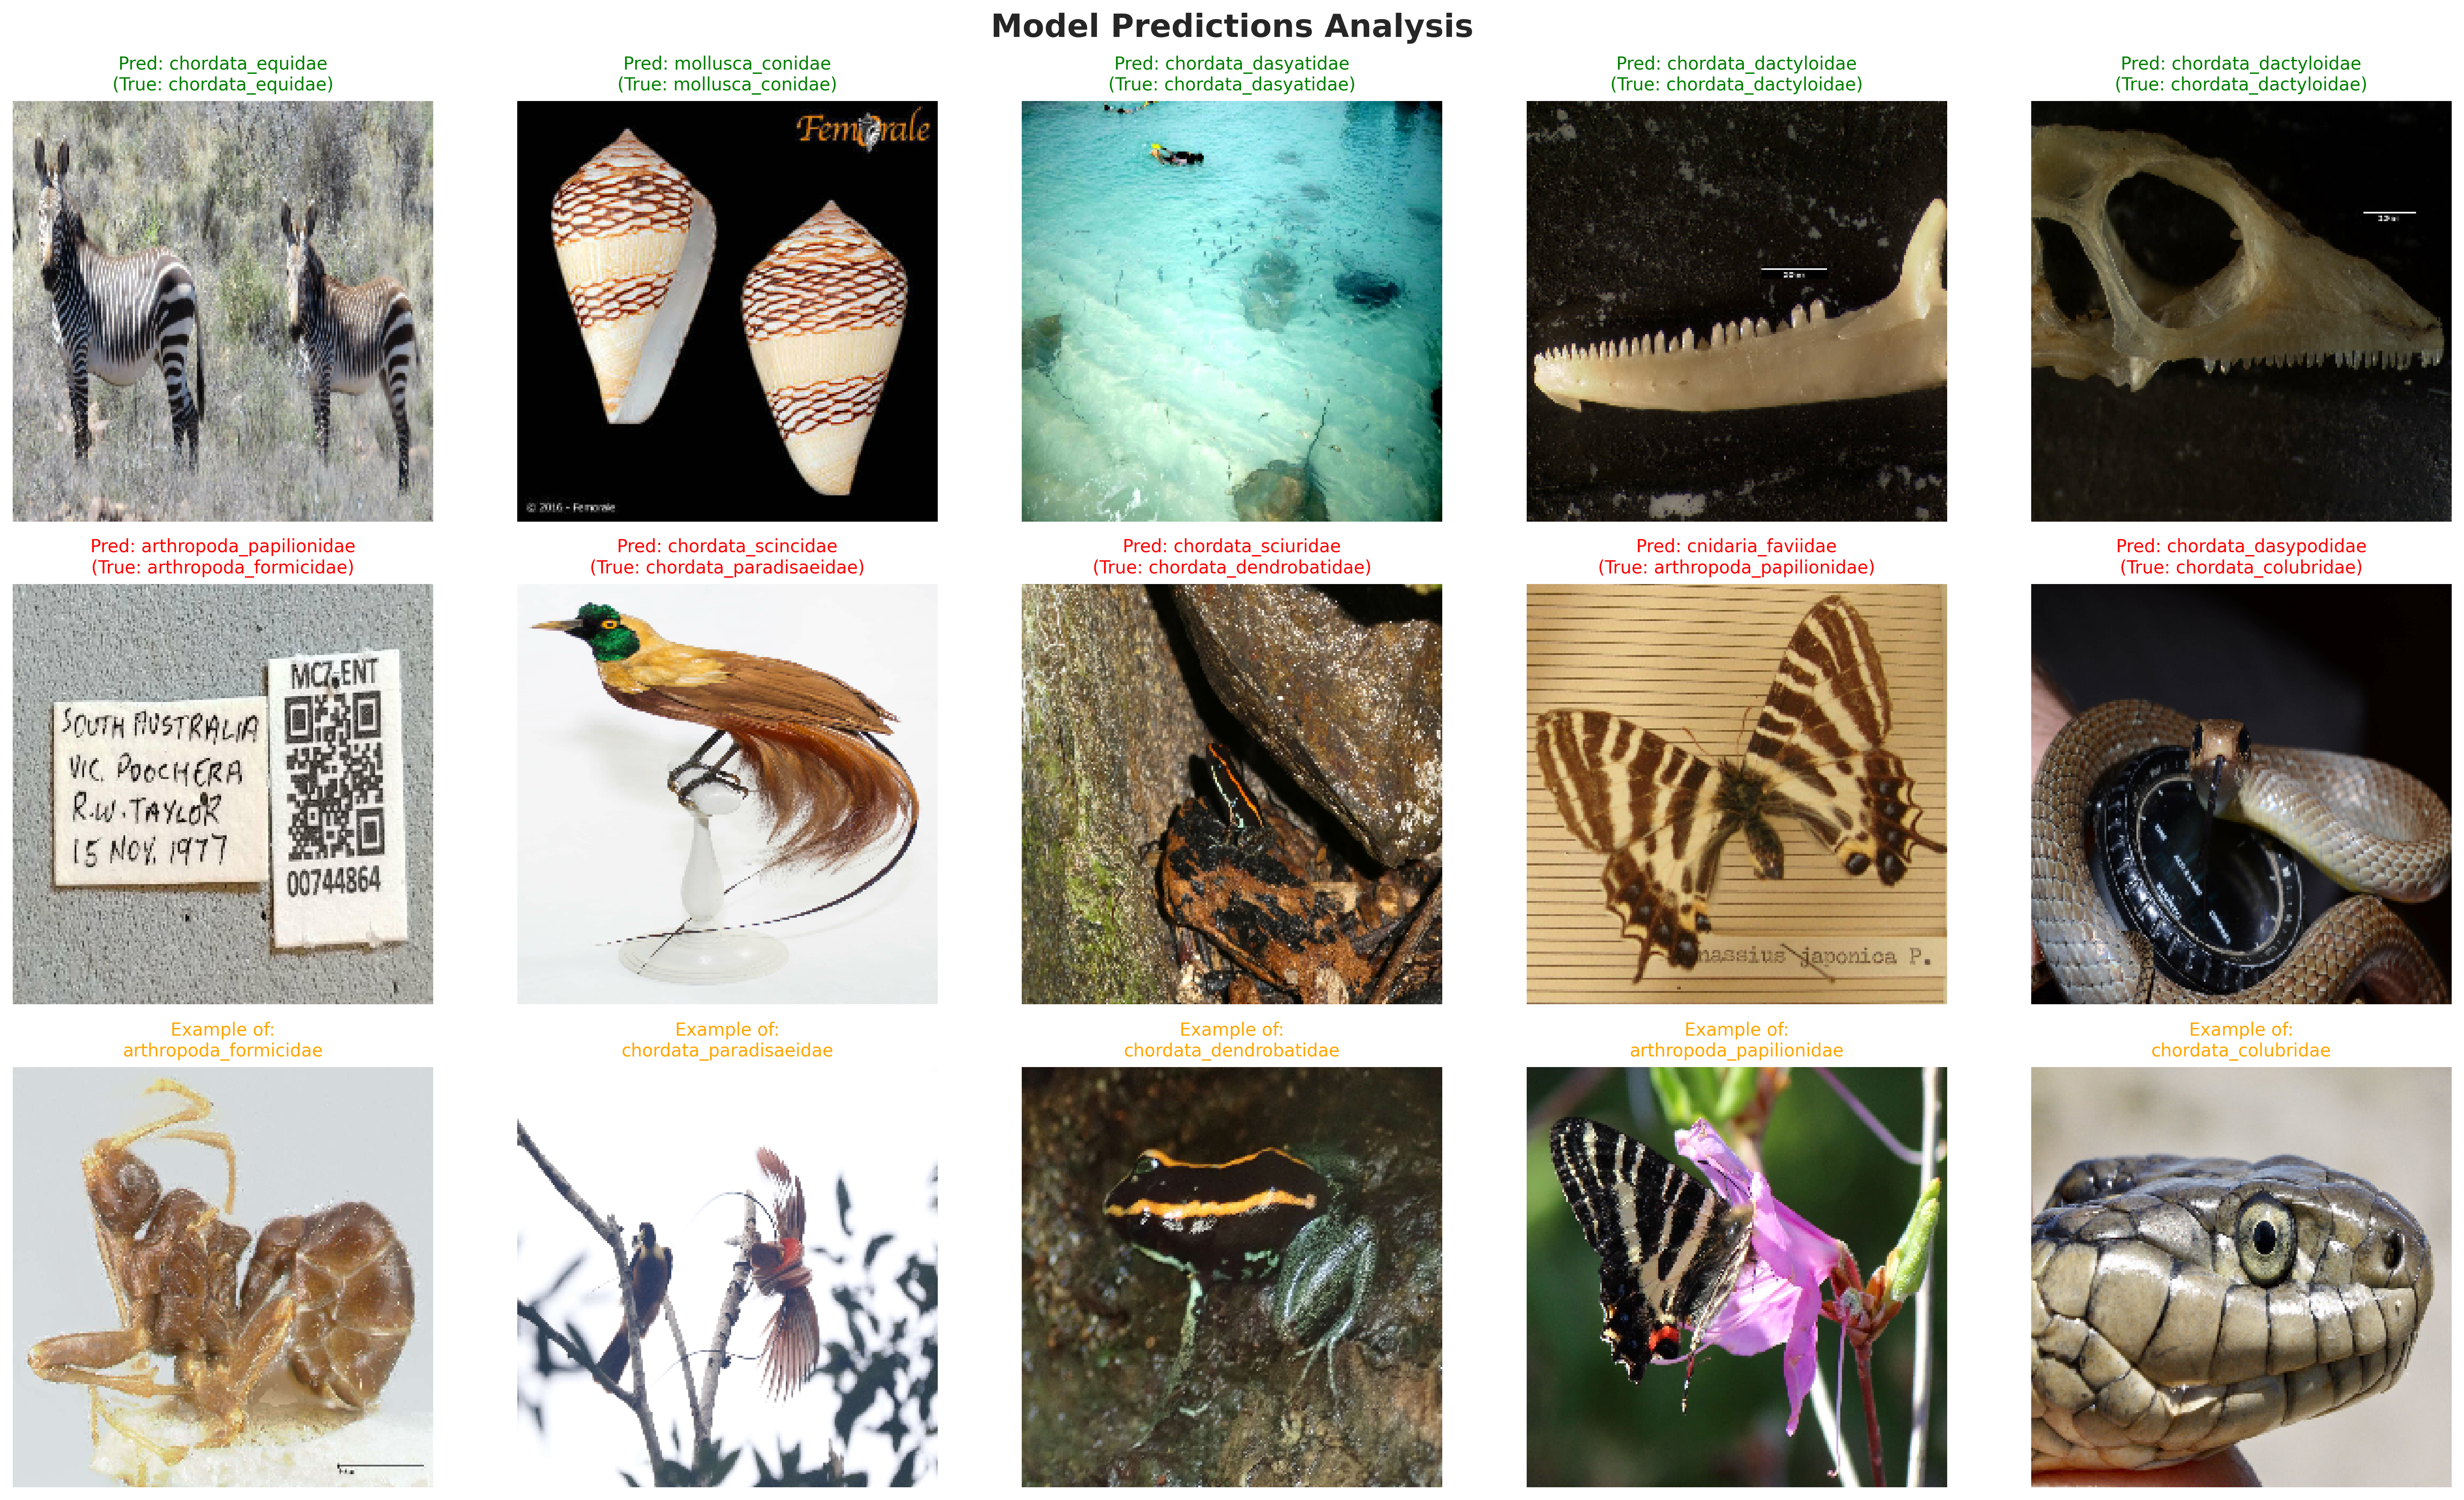 Model Predictions Analysis
Pred: chordata_equidae
(True: chordata_equidae)
Pred: mollusca_conidae
(True: mollusca_conidae)
Pred: chordata_dasyatidae
(True: chordata_dasyatidae)
Pred: chordata_dactyloidae
(True: chordata_dactyloidae)
Pred: chordata_dactyloidae
(True: chordata_dactyloidae)
Femorale
© 2016 - Femorale
Pred: arthropoda_papilionidae
(True: arthropoda_formicidae)
Pred: chordata_scincidae
(True: chordata_paradisaeidae)
Pred: chordata_sciuridae
(True: chordata_dendrobatidae)
Pred: cnidaria_faviidae
(True: arthropoda_papilionidae)
Pred: chordata_dasypodidae
(True: chordata_colubridae)
SOUTH AUSTRALIA
VIC. POOCHERA
R.W. TAYLOR
15 NOV. 1977
MCZ-ENT
00744864
japonica P.
Example of:
arthropoda_formicidae
Example of:
chordata_paradisaeidae
Example of:
chordata_dendrobatidae
Example of:
arthropoda_papilionidae
Example of:
chordata_colubridae